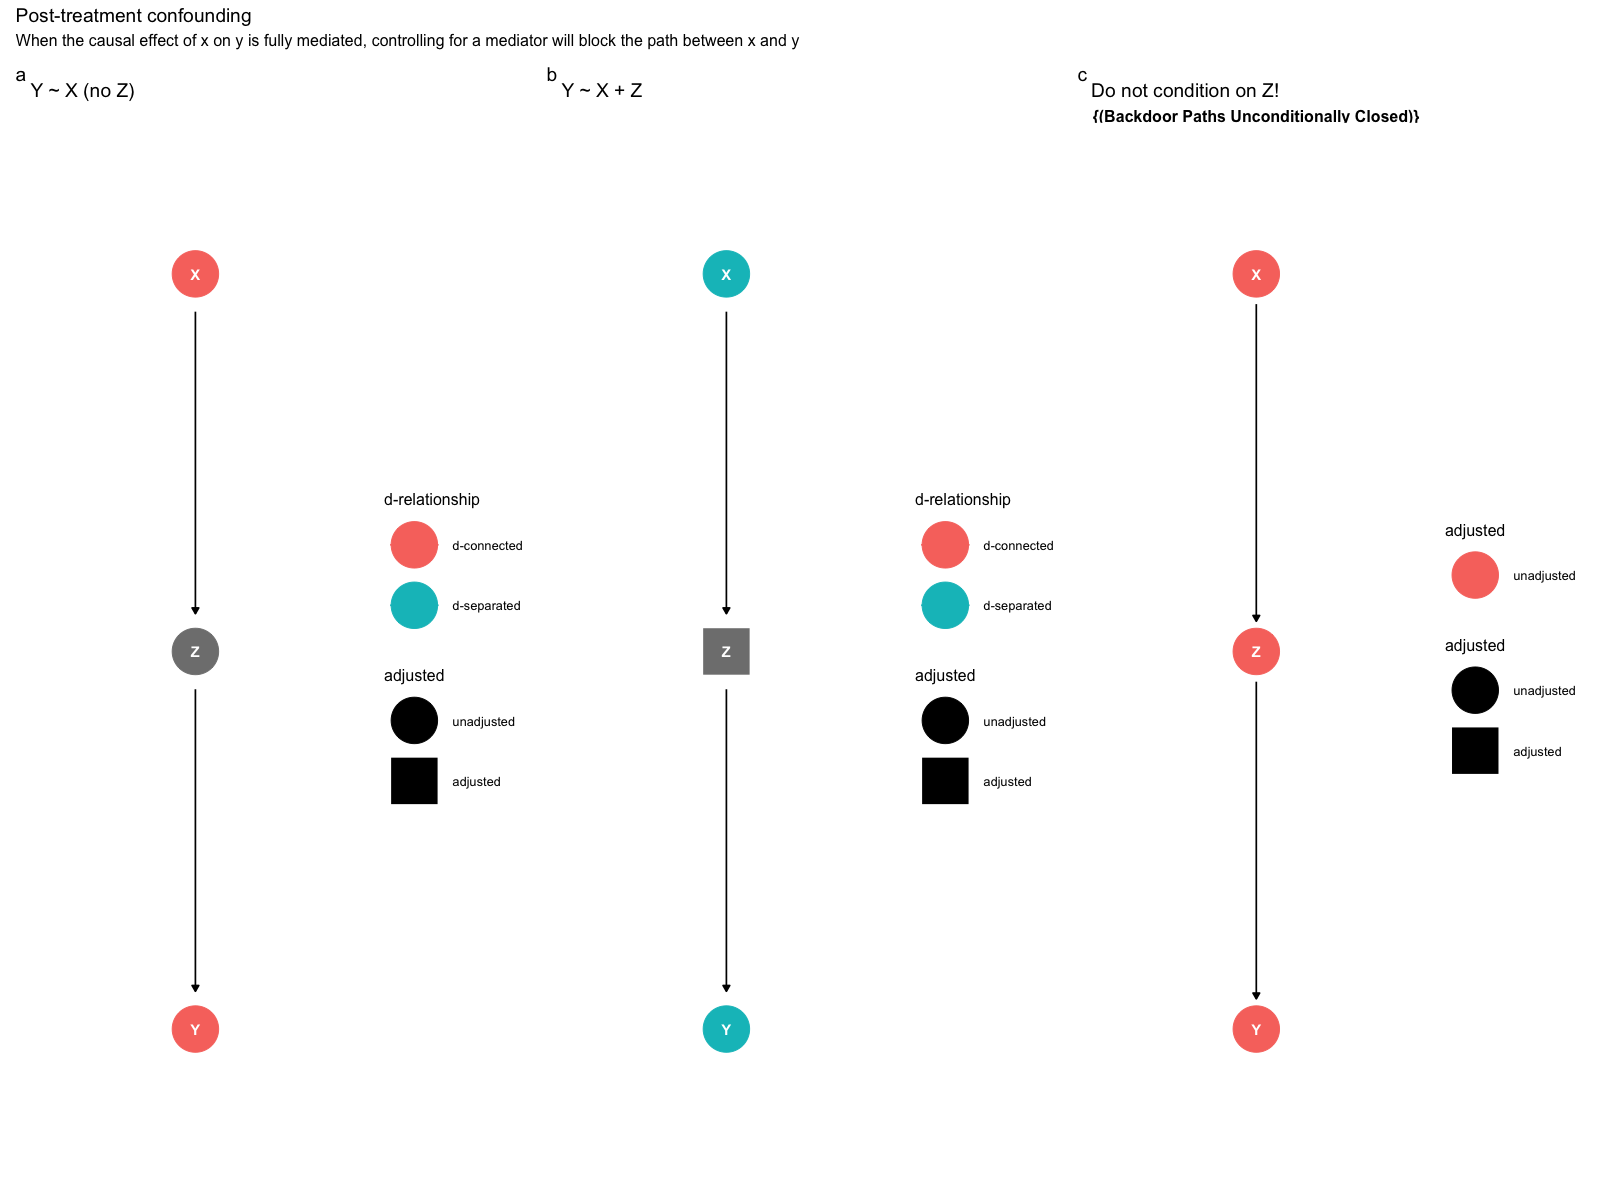 Post-treatment confounding
When the causal effect of x on y is fully mediated, controlling for a mediator will block the path between x and y
a
Y ~ X (no Z)
X
Z
Y
d-relationship
d-connected
d-separated
adjusted
unadjusted
adjusted
b
Y ~ X + Z
X
Z
Y
d-relationship
d-connected
d-separated
adjusted
unadjusted
adjusted
c
Do not condition on Z!
{(Backdoor Paths Unconditionally Closed)}
X
Z
Y
adjusted
unadjusted
adjusted
unadjusted
adjusted